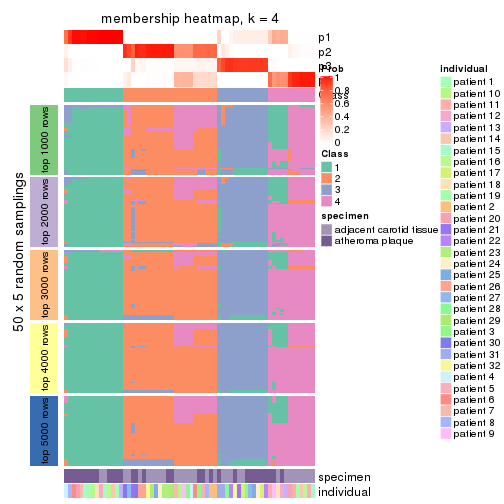 membership heatmap, k = 4
p1
p2
p3
p4
Prob
1
0.8
0.6
0.4
0.2
0
Class
Class
1
2
3
4
specimen
adjacent carotid tissue
atheroma plaque
individual
patient 1
patient 10
patient 11
patient 12
patient 13
patient 14
patient 15
patient 16
patient 17
patient 18
patient 19
patient 2
patient 20
patient 21
patient 22
patient 23
patient 24
patient 25
patient 26
patient 27
patient 28
patient 29
patient 3
patient 30
patient 31
patient 32
patient 4
patient 5
patient 6
patient 7
patient 8
patient 9
50 x 5 random samplings
top 1000 rows
top 2000 rows
top 3000 rows
top 4000 rows
top 5000 rows
specimen
individual